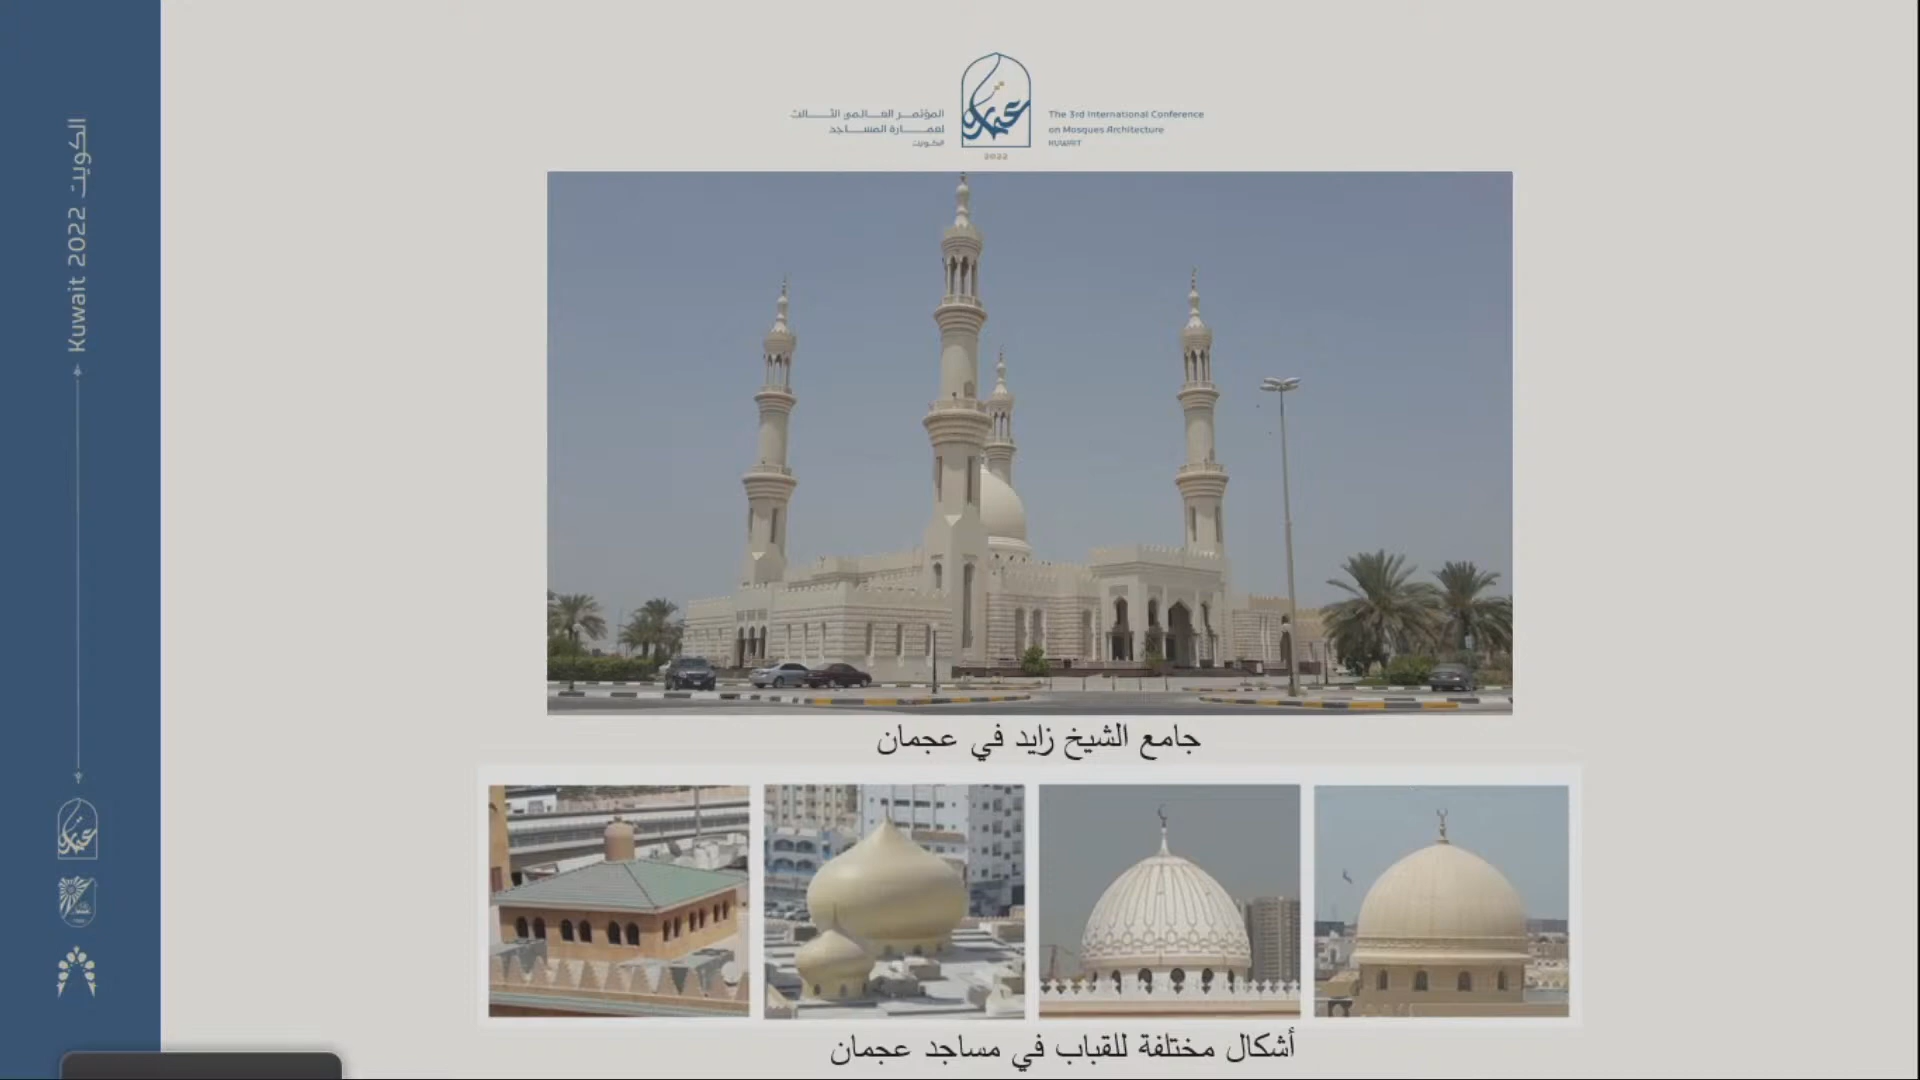 المؤتمر العالمي الثالث
لعمارة المساجد
الكويت
2022
The 3rd International Conference
on Mosques Architecture
KUWAIT
Kuwait 2022 الكويت
جامع الشيخ زايد في عجمان
أشكال مختلفة للقباب في مساجد عجمان